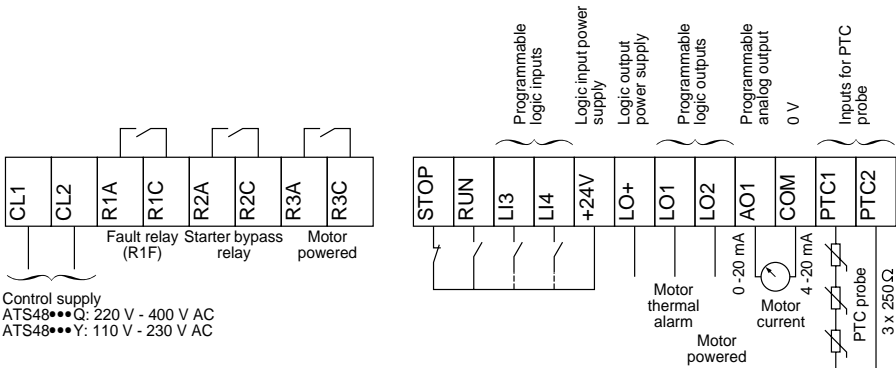 CL1
CL2
R1A
R1C
R2A
R2C
R3A
R3C
Fault relay
(R1F)
Starter bypass
relay
Motor
powered
Control supply
ATS48•••Q: 220 V - 400 V AC
ATS48•••Y: 110 V - 230 V AC
Programmable
logic inputs
Logic input power
supply
Logic output
power supply
Programmable
logic outputs
Programmable
analog output
0 V
Inputs for PTC
probe
STOP
RUN
LI3
LI4
+24V
LO+
LO1
LO2
AO1
COM
PTC1
PTC2
Motor
thermal
alarm
Motor
powered
0 -20 mA
Motor
current
4 -20 mA
PTC probe
3 x 250 Ω